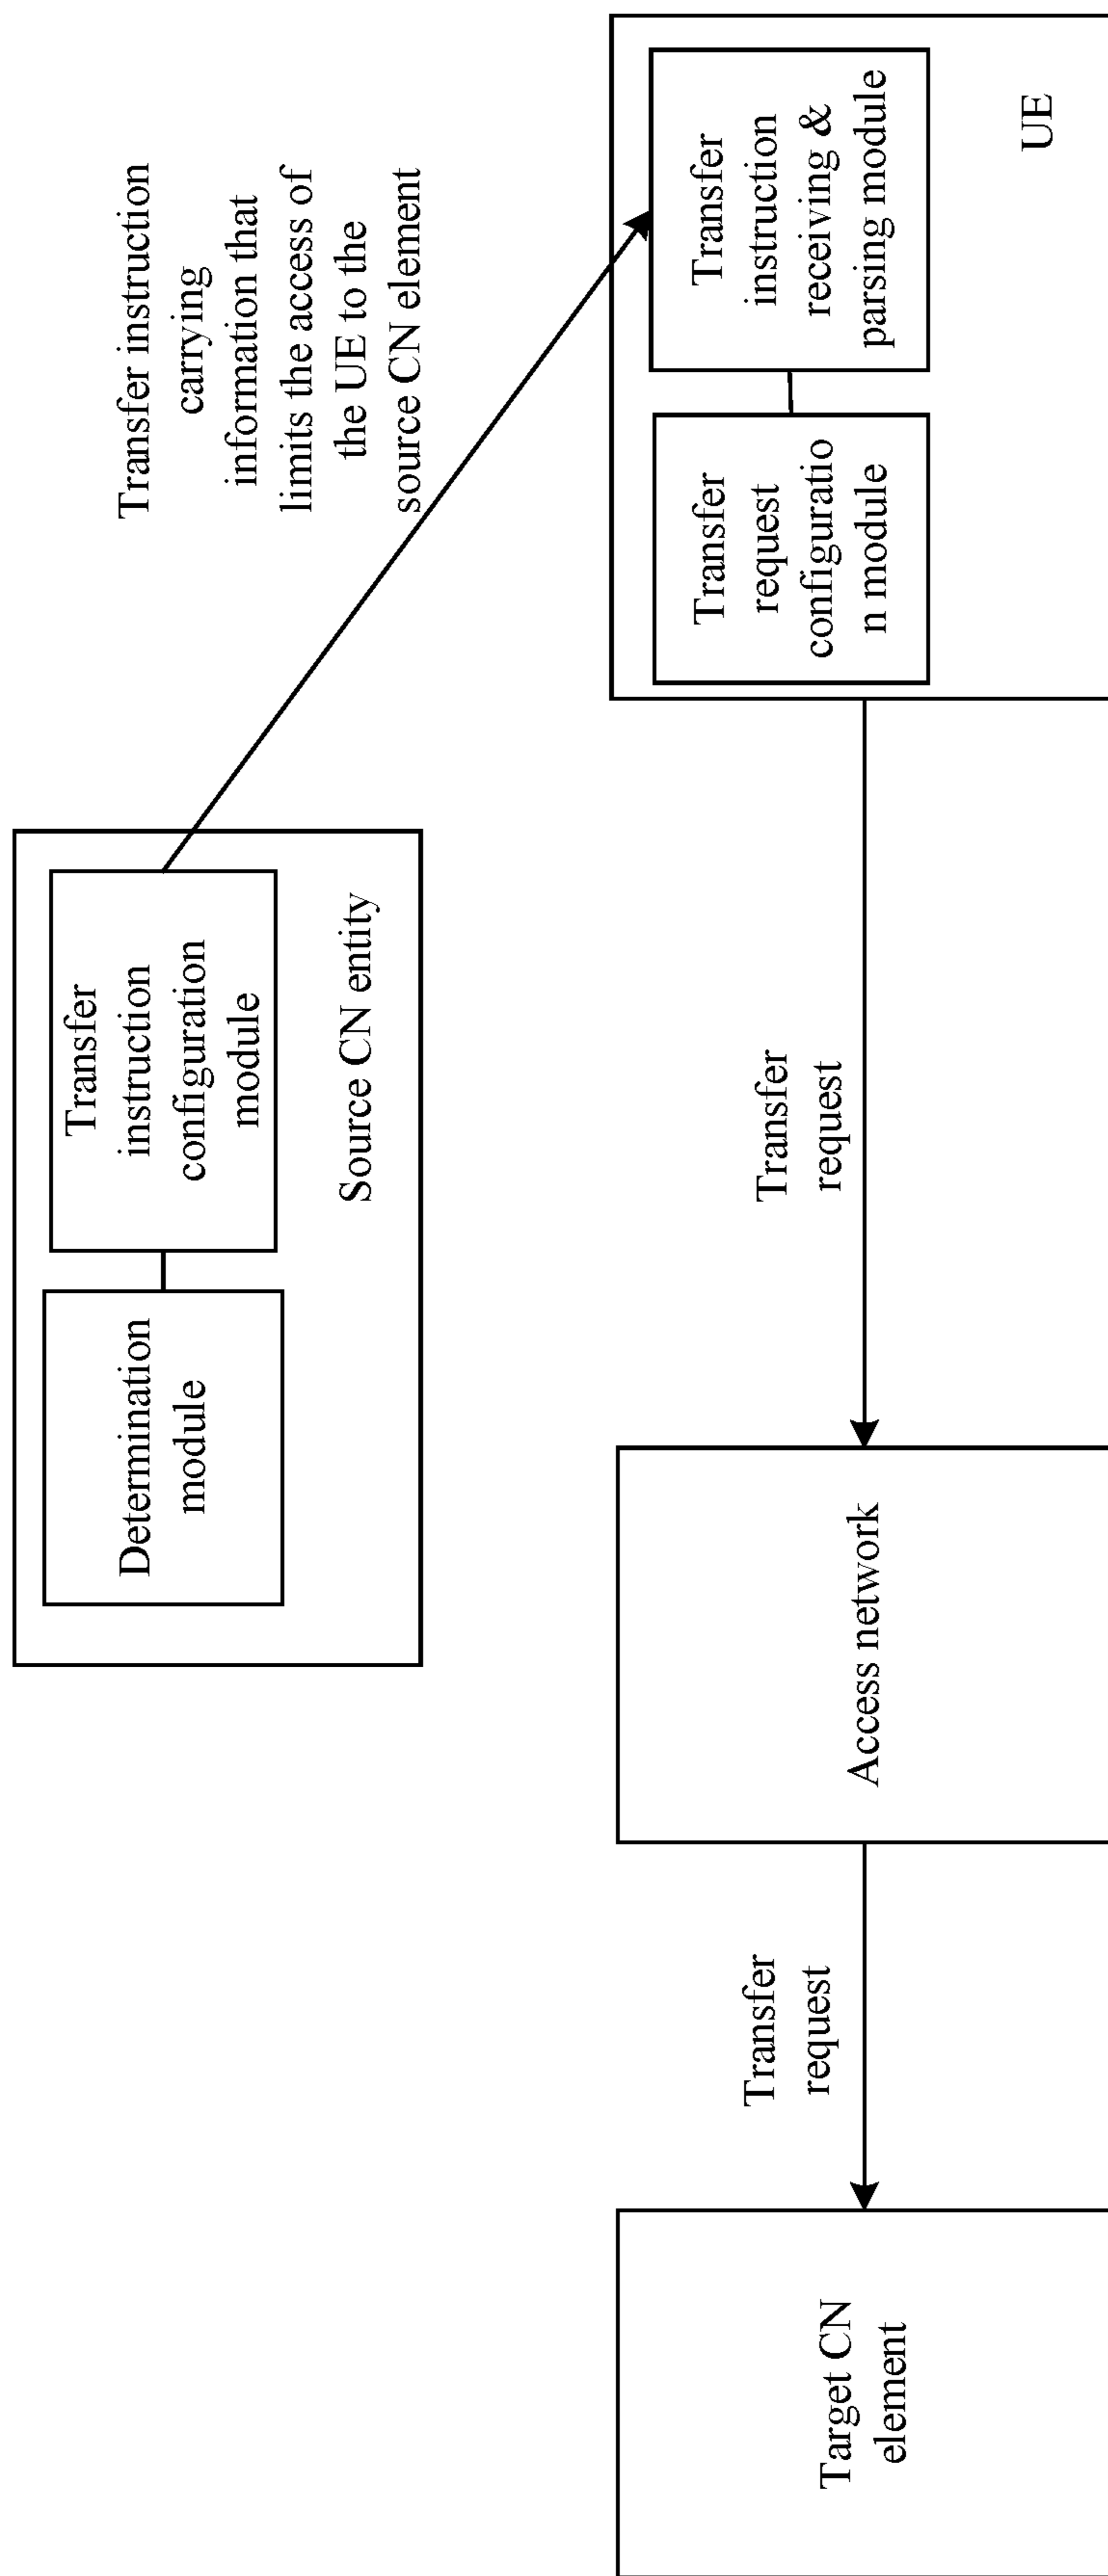 Determination
module
Transfer
instruction
configuration
module
Source CN entity
Transfer instruction
carrying
information that
limits the access of
the UE to the
source CN element
Target CN
element
Transfer
request
Access network
Transfer
request
Transfer
request
configuratio
n module
Transfer
instruction
receiving &
parsing module
UE